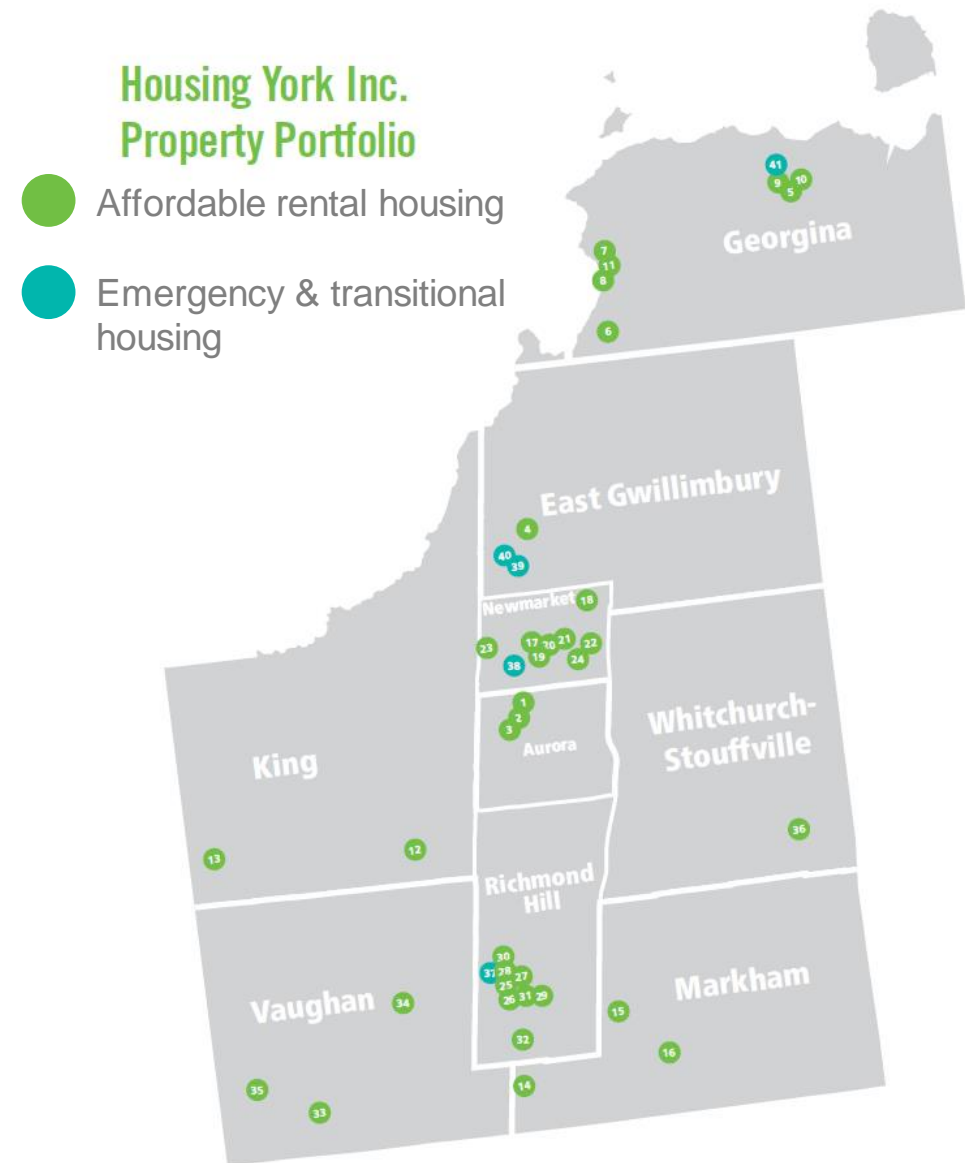 Housing York Inc.
Property Portfolio
Affordable rental housing
Emergency & transitional
housing
41
9
10
5
Georgina
7
11
8
6
East Gwillimbury
4
40
39
Newmarket
18
23
17
20
21
22
19
24
38
1
2
3
Aurora
Whitchurch-
Stouffville
King
13
12
36
Richmond
Hill
30
37
28
27
25
26
31
29
Vaughan
34
Markham
15
32
16
14
35
33